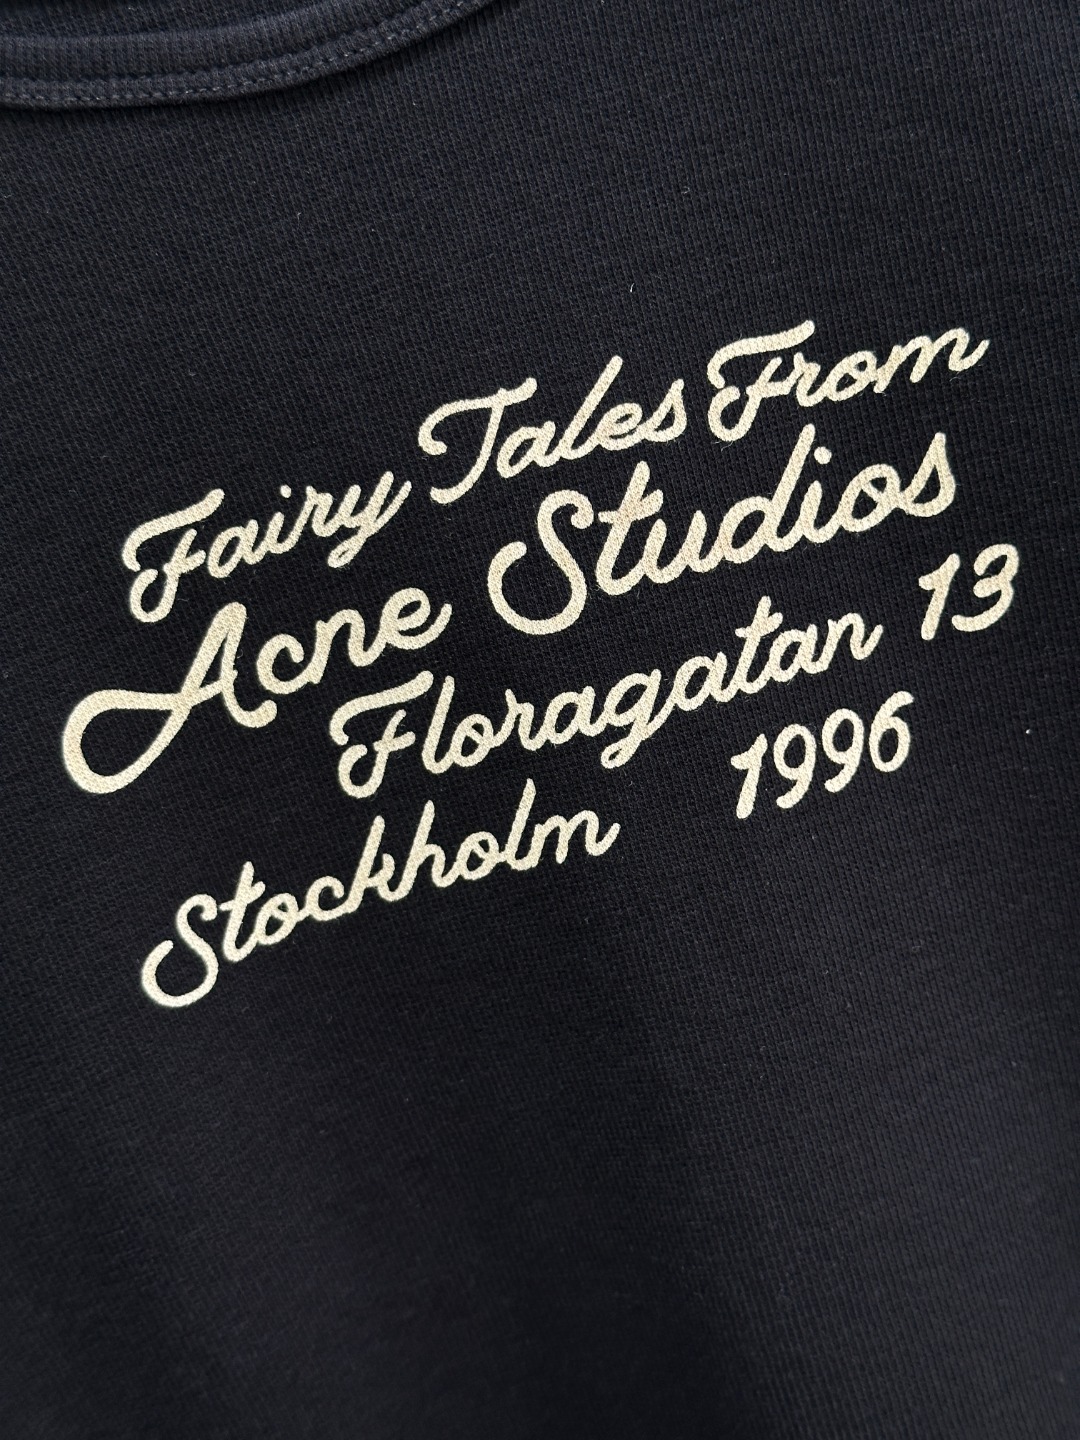 Fairy Tales From
Acne Studios
Floragatan 13
Stockholm 1996